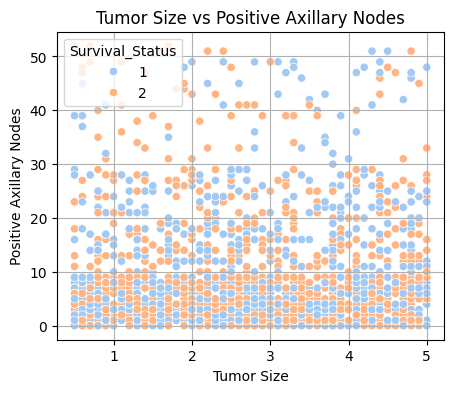 Tumor Size vs Positive Axillary Nodes
Survival_Status
1
2
Positive Axillary Nodes
50
40
30
20
10
0
1 2 3 4 5
Tumor Size